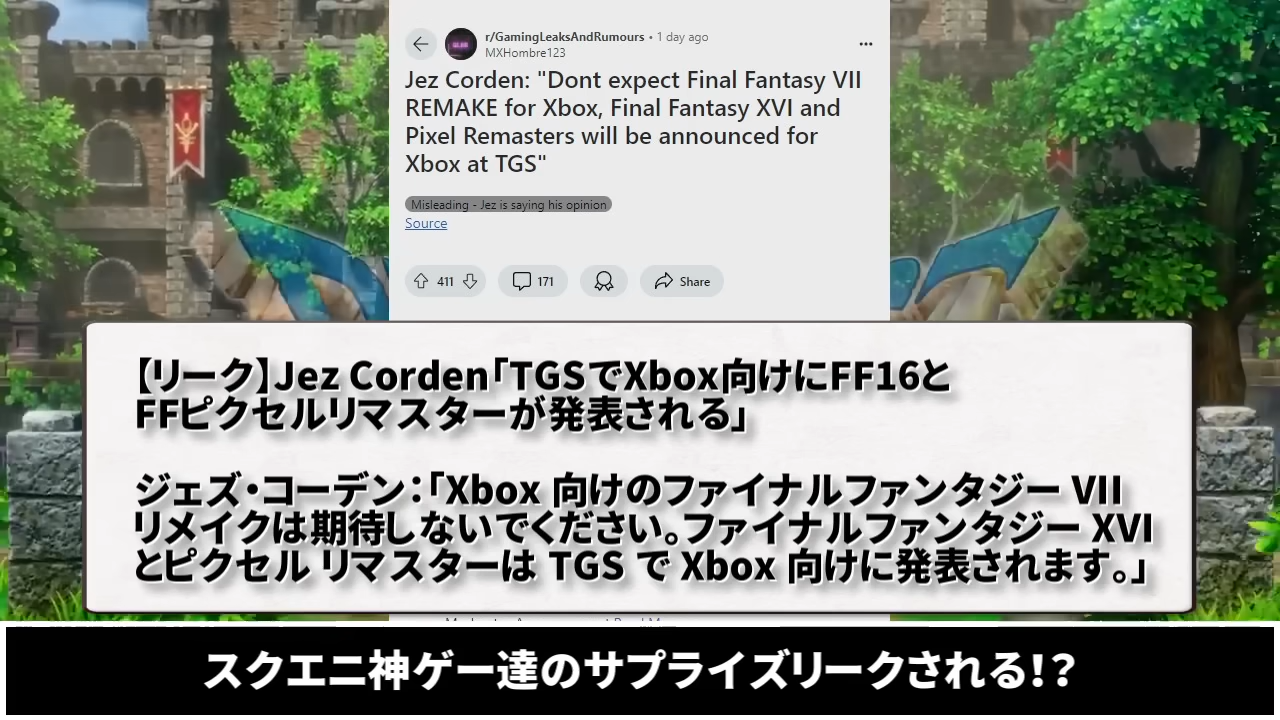 r/GamingLeaksAndRumours • 1 day ago
MXHombre123
Jez Corden: "Dont expect Final Fantasy VII
REMAKE for Xbox, Final Fantasy XVI and
Pixel Remasters will be announced for
Xbox at TGS"
Misleading - Jez is saying his opinion
Source
411
171
Share
【リーク】Jez Corden「TGSでXbox向けにFF16と
FFピクセルリマスターが発表される」
ジェズ・コーデン：「Xbox 向けのファイナルファンタジー VII
リメイクは期待しないでください。ファイナルファンタジー XVI
とピクセル リマスターは TGS で Xbox 向けに発表されます。」
スクエニ神ゲー達のサプライズリークされる!?